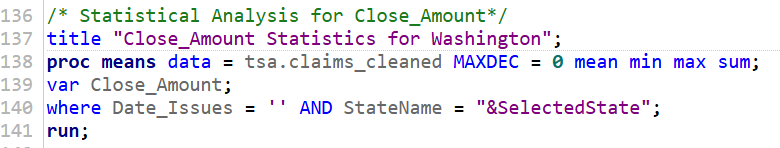 136 /* Statistical Analysis for Close_Amount*/
137 title "Close_Amount Statistics for Washington";
138 proc means data = tsa.claims_cleaned MAXDEC = 0 mean min max sum;
139 var Close_Amount;
140 where Date_Issues = '' AND StateName = "&SelectedState";
141 run;